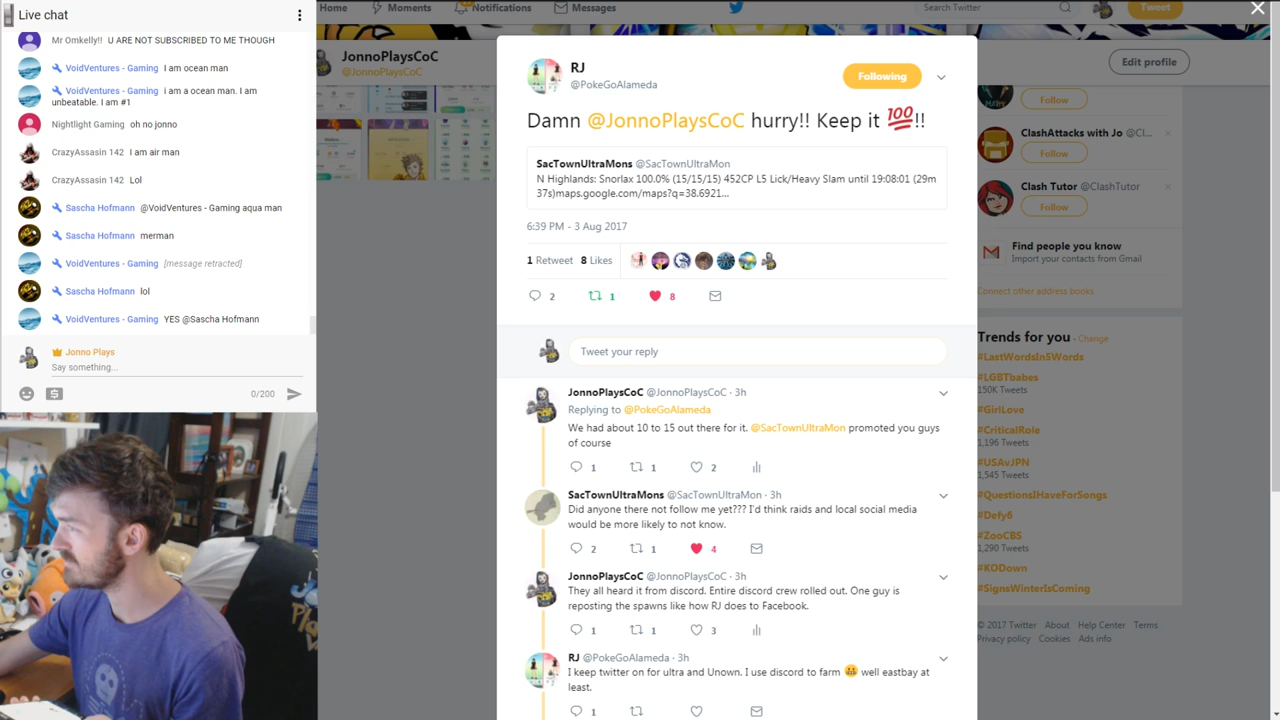 Live chat
Mr Omkelly!! U ARE NOT SUBSCRIBED TO ME THOUGH
VoidVentures - Gaming I am ocean man
VoidVentures - Gaming i am a ocean man. I am
unbeatable. I am #1
Nightlight Gaming oh no jonno
CrazyAssasin 142 I am air man
CrazyAssasin 142 Lol
Sascha Hofmann @VoidVentures - Gaming aqua man
Sascha Hofmann merman
VoidVentures - Gaming [message retracted]
Sascha Hofmann lol
VoidVentures - Gaming YES @Sascha Hofmann
Jonno Plays
Say something...
0/200
Home Moments Notifications Messages
Search Twitter
Tweet
JonnoPlaysCoC
@JonnoPlaysCoC
Edit profile
RJ
@PokeGoAlameda
Following
Damn @JonnoPlaysCoC hurry!! Keep it 💯!!
SacTownUltraMons @SacTownUltraMon
N Highlands: Snorlax 100.0% (15/15/15) 452CP L5 Lick/Heavy Slam until 19:08:01 (29m
37s)maps.google.com/maps?q=38.6921...
6:39 PM - 3 Aug 2017
1 Retweet 8 Likes
2 1 8
Tweet your reply
JonnoPlaysCoC @JonnoPlaysCoC · 3h
Replying to @PokeGoAlameda
We had about 10 to 15 out there for it. @SacTownUltraMon promoted you guys
of course
1 1 2
SacTownUltraMons @SacTownUltraMon · 3h
Did anyone there not follow me yet??? I'd think raids and local social media
would be more likely to not know.
2 1 4
JonnoPlaysCoC @JonnoPlaysCoC · 3h
They all heard it from discord. Entire discord crew rolled out. One guy is
reposting the spawns like how RJ does to Facebook.
1 1 3
RJ @PokeGoAlameda · 3h
I keep twitter on for ultra and Unown. I use discord to farm 😁 well eastbay at
least.
1
Follow
ClashAttacks with Jo @Cl...
Follow
Clash Tutor @ClashTutor
Follow
Find people you know
Import your contacts from Gmail
Connect other address books
Trends for you · Change
#LastWordsIn5Words
#LGBTbabes
150K Tweets
#GirlLove
#CriticalRole
1,196 Tweets
#USAvJPN
1,545 Tweets
#QuestionsIHaveForSongs
#Defy6
#ZooCBS
1,290 Tweets
#KODown
#SignsWinterIsComing
© 2017 Twitter About Help Center Terms
Privacy policy Cookies Ads info